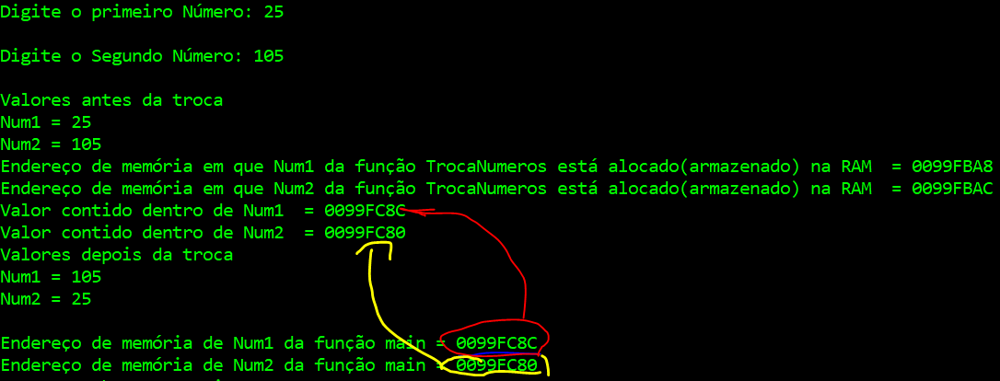 Digite o primeiro Número: 25
Digite o Segundo Número: 105
Valores antes da troca
Num1 = 25
Num2 = 105
Endereço de memória em que Num1 da função TrocaNumeros está alocado(armazenado) na RAM  = 0099FBA8
Endereço de memória em que Num2 da função TrocaNumeros está alocado(armazenado) na RAM  = 0099FBAC
Valor contido dentro de Num1  = 0099FC8C
Valor contido dentro de Num2  = 0099FC80
Valores depois da troca
Num1 = 105
Num2 = 25
Endereço de memória de Num1 da função main = 0099FC8C
Endereço de memória de Num2 da função main = 0099FC80